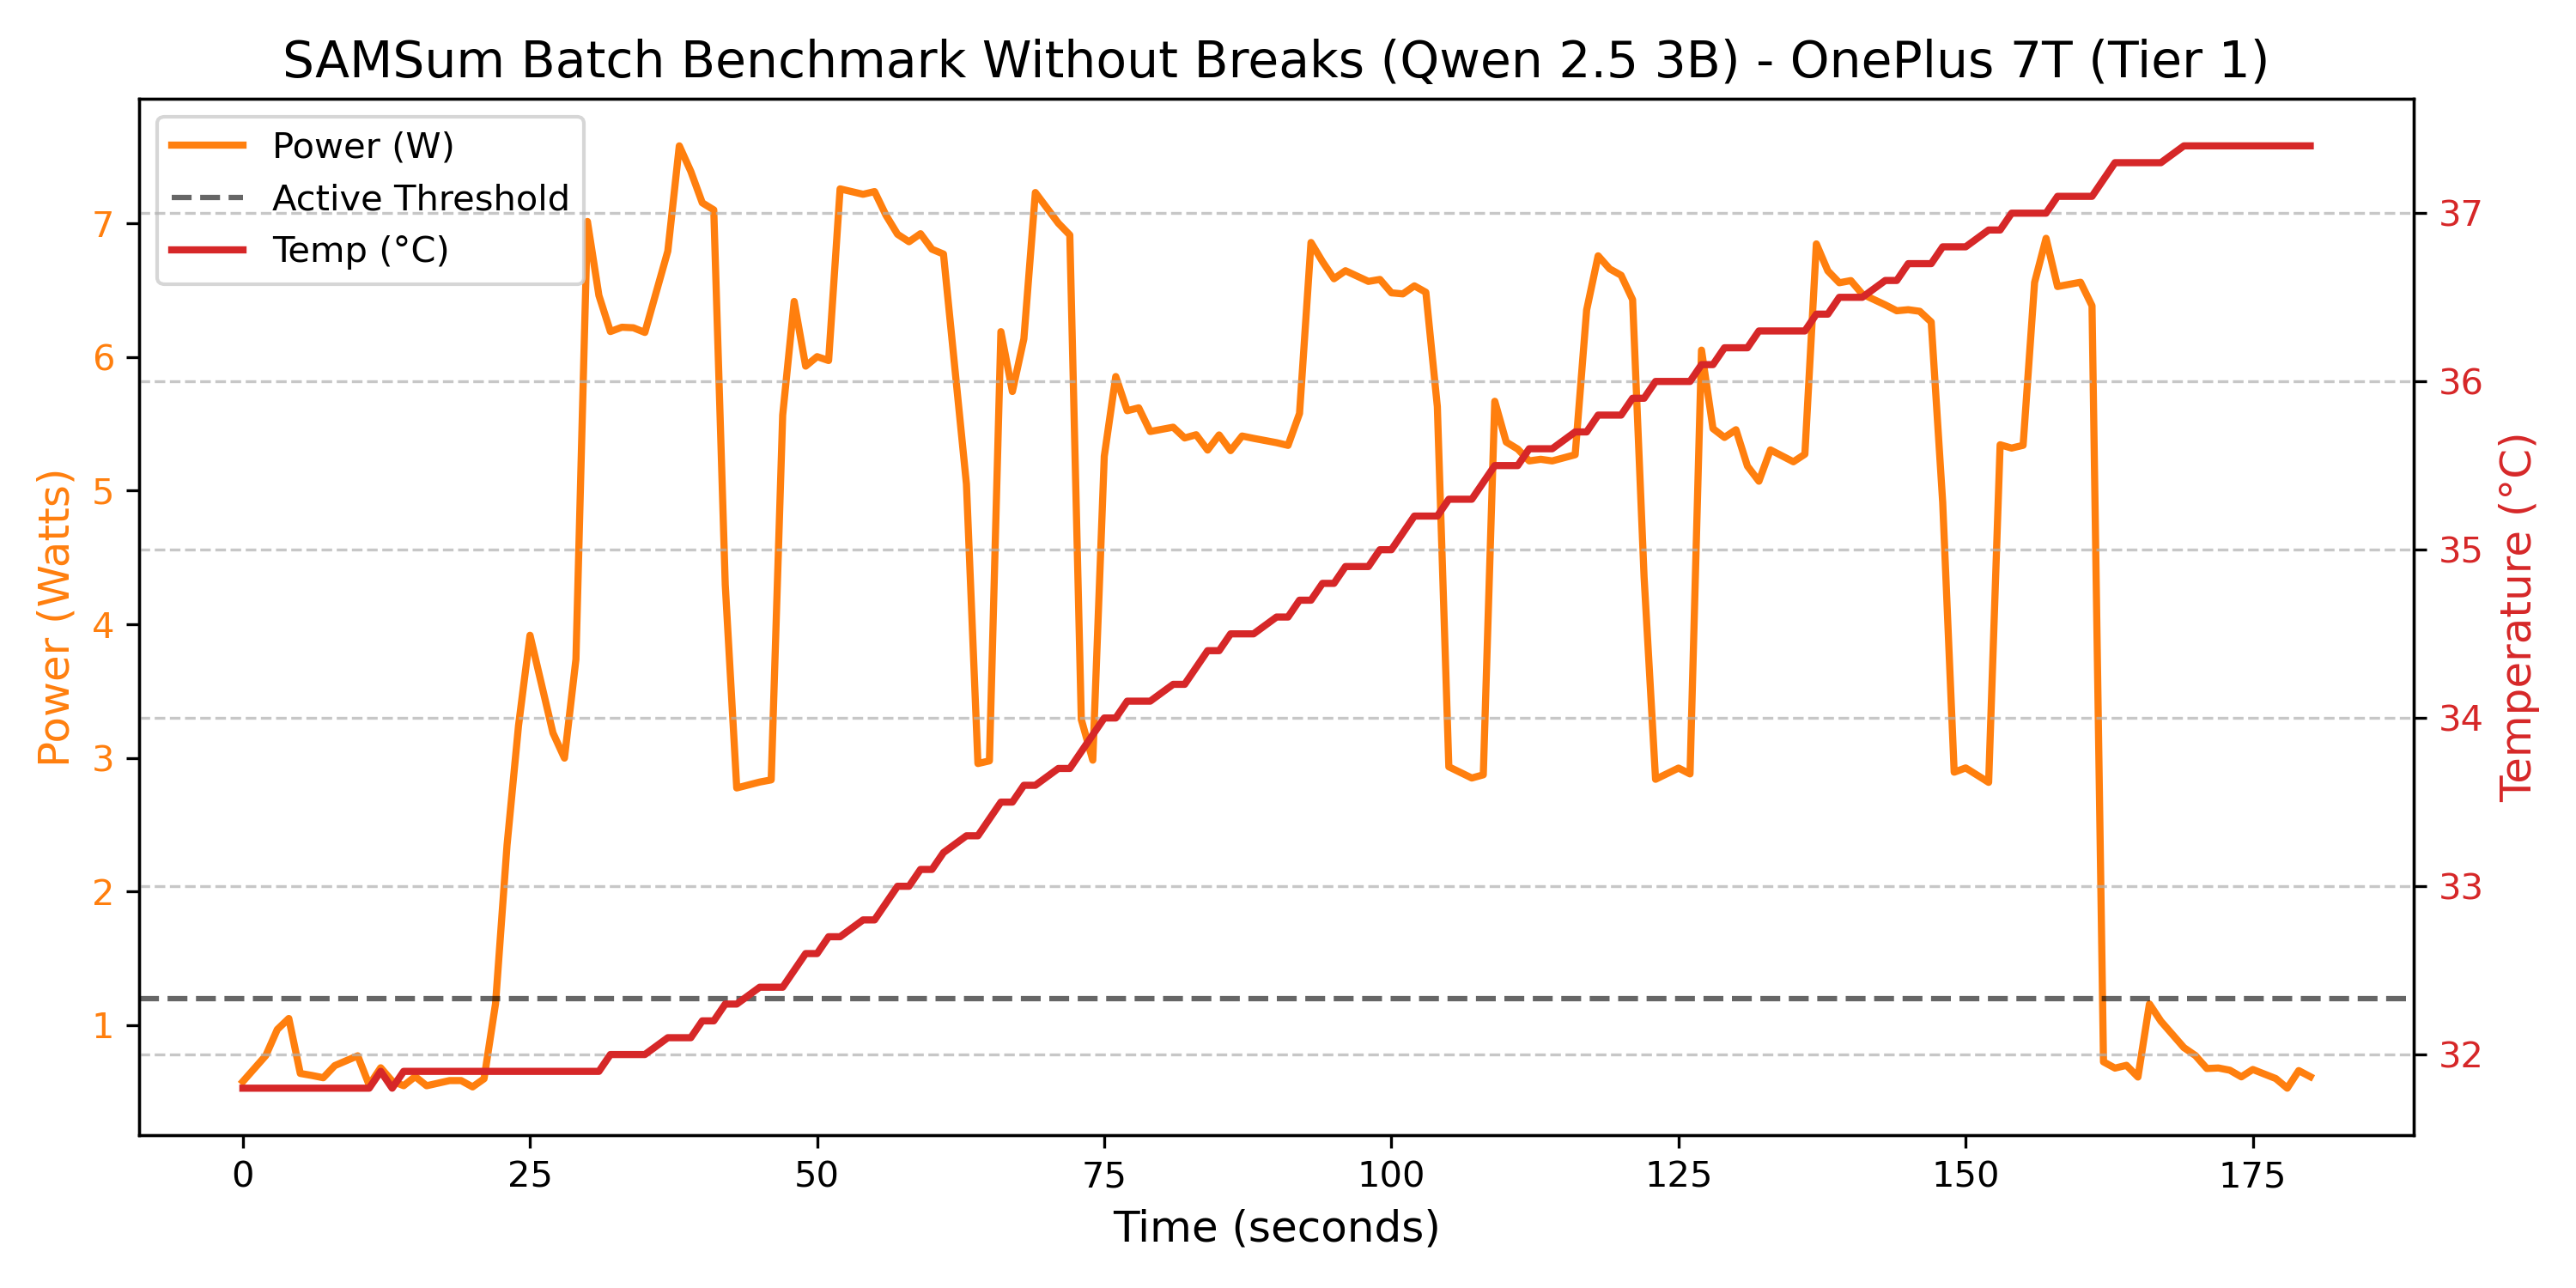 SAMSum Batch Benchmark Without Breaks (Qwen 2.5 3B) - OnePlus 7T (Tier 1)
Power (W)
Active Threshold
Temp (°C)
Power (Watts)
7
6
5
4
3
2
1
37
36
35
34
33
32
Temperature (°C)
0 25 50 75 100 125 150 175
Time (seconds)